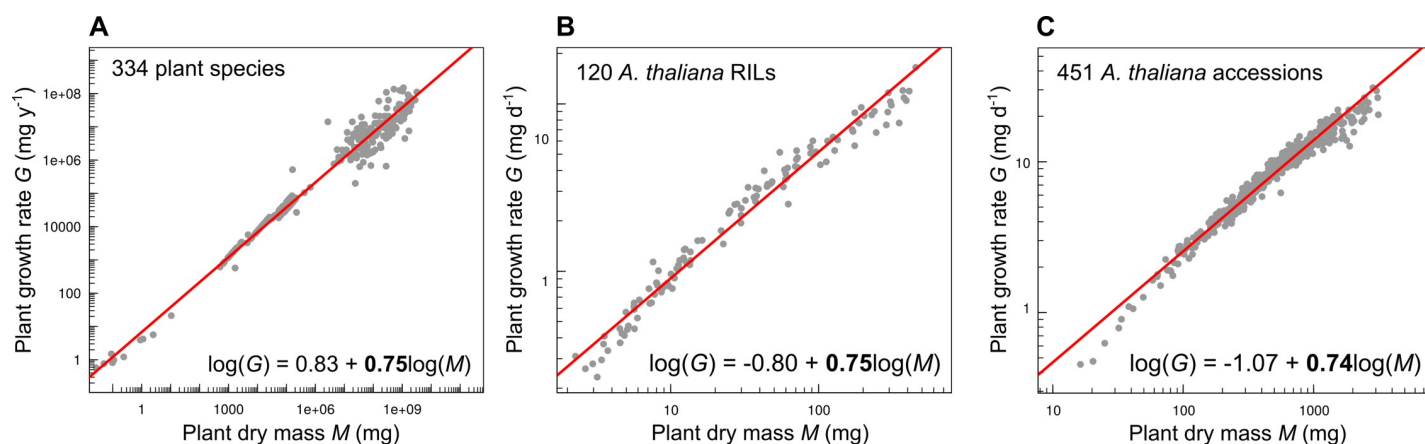 A
334 plant species
Plant growth rate G (mg y⁻¹)
1e+08
1e+06
10000
100
1
log(G) = 0.83 + 0.75log(M)
1
1000
1e+06
1e+09
Plant dry mass M (mg)
B
120 A. thaliana RILs
Plant growth rate G (mg d⁻¹)
10
1
log(G) = -0.80 + 0.75log(M)
10
100
Plant dry mass M (mg)
C
451 A. thaliana accessions
Plant growth rate G (mg d⁻¹)
10
1
log(G) = -1.07 + 0.74log(M)
10
100
1000
Plant dry mass M (mg)